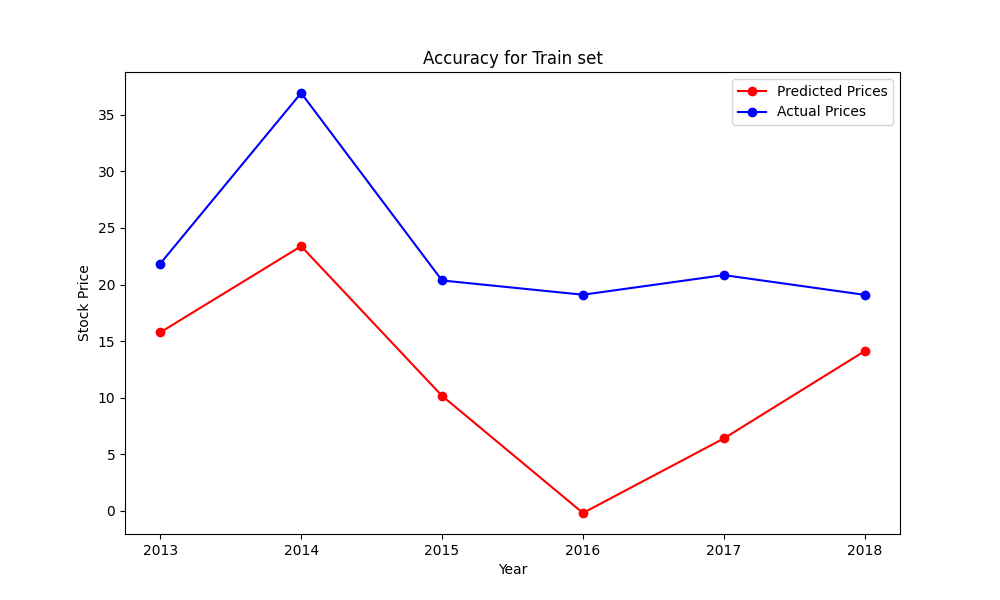 Accuracy for Train set
Predicted Prices
Actual Prices
Stock Price
35
30
25
20
15
10
5
0
2013 2014 2015 2016 2017 2018
Year